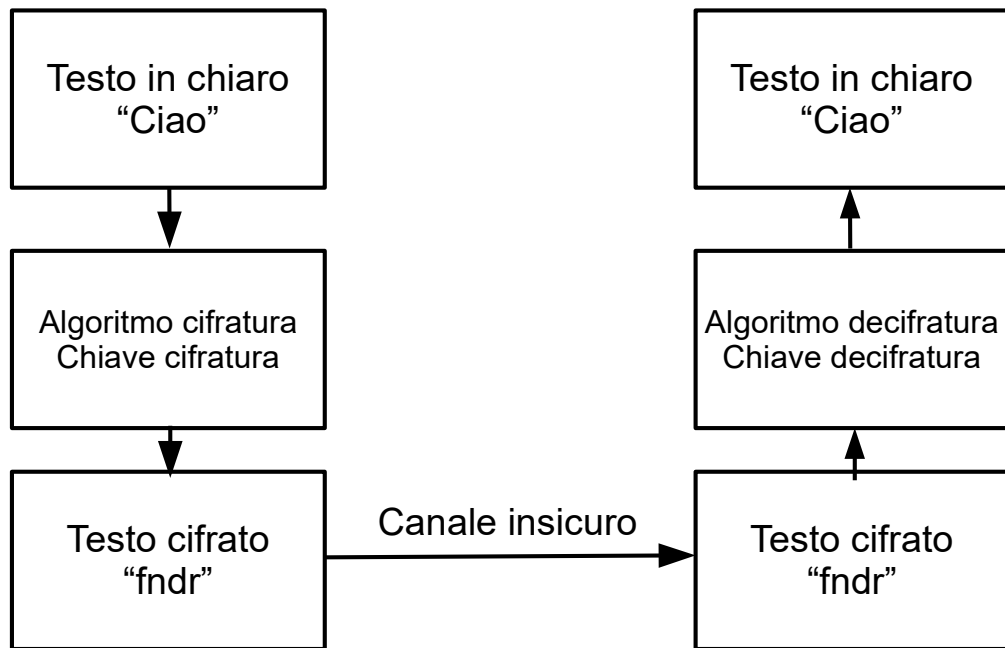 Testo in chiaro
“Ciao”
Algoritmo cifratura
Chiave cifratura
Testo cifrato
“fndr”
Canale insicuro
Testo cifrato
“fndr”
Algoritmo decifratura
Chiave decifratura
Testo in chiaro
“Ciao”